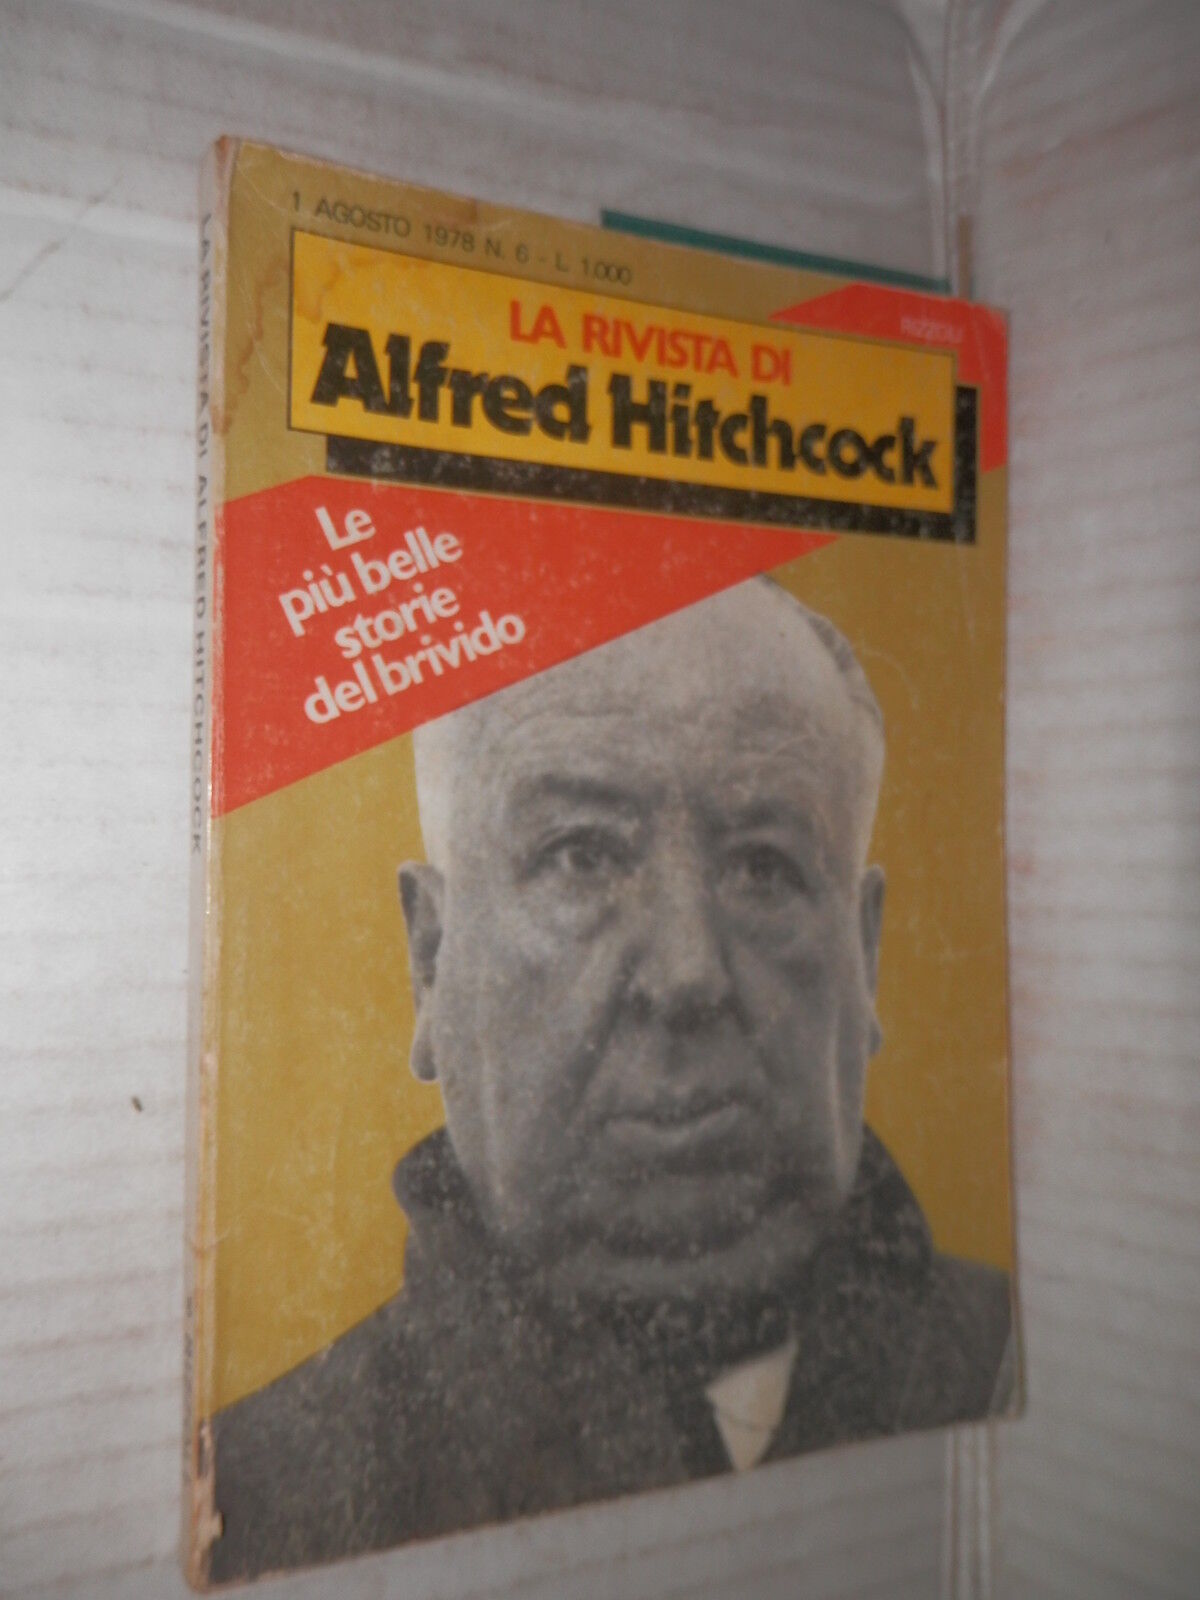 1 AGOSTO 1978 N. 6 - L. 1.000
RIZZOLI
LA RIVISTA DI
Alfred Hitchcock
Le
più belle
storie
del brivido
LA RIVISTA DI ALFRED HITCHCOCK